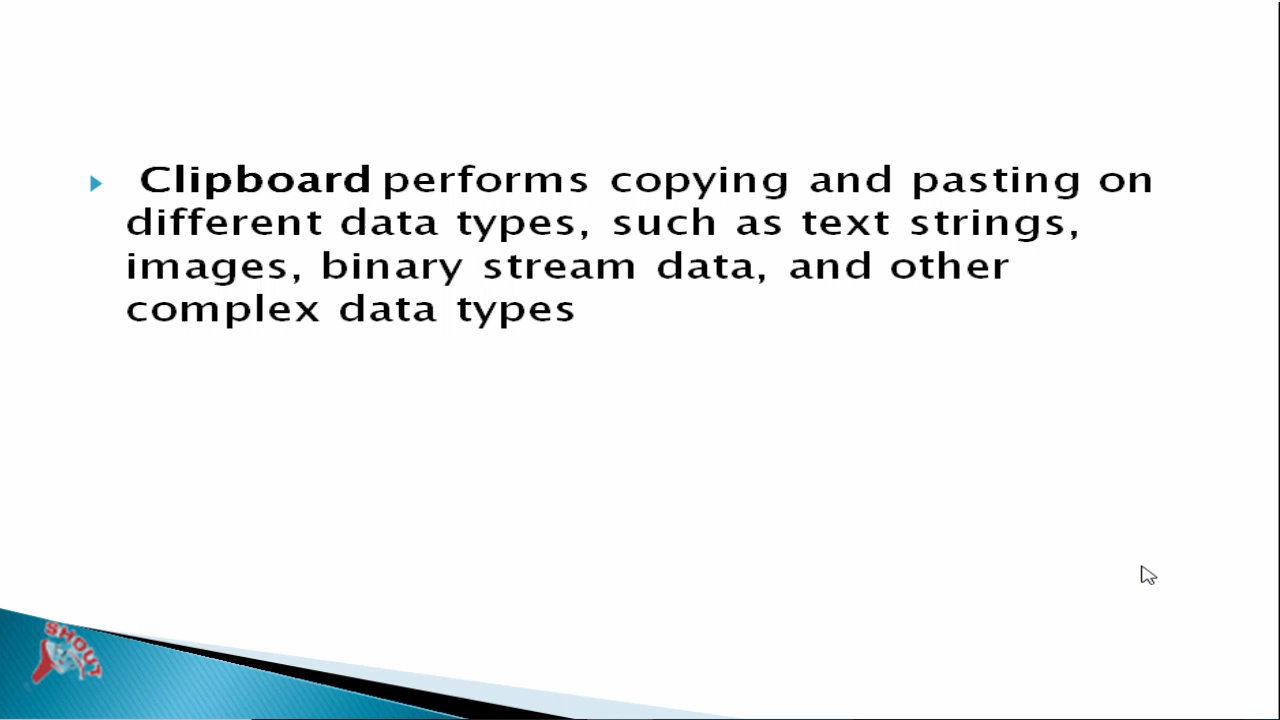 Clipboard performs copying and pasting on
different data types, such as text strings,
images, binary stream data, and other
complex data types
SHOUT